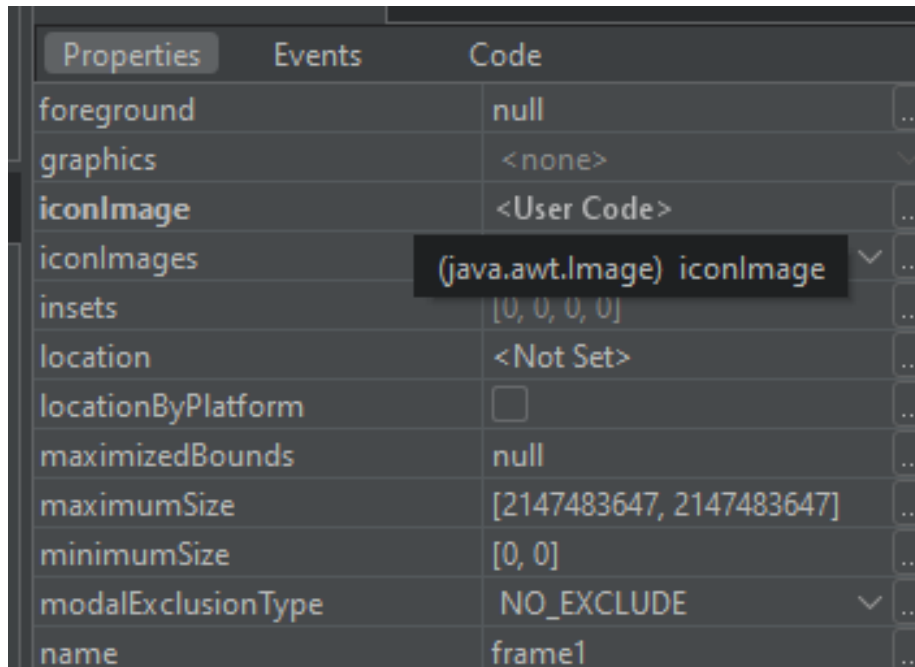 Properties Events Code
foreground null ..
graphics <none>
iconImage <User Code> ..
iconImages ..
(java.awt.Image) iconImage
insets [0, 0, 0, 0] ..
location <Not Set> ..
locationByPlatform ..
maximizedBounds null ..
maximumSize [2147483647, 2147483647] ..
minimumSize [0, 0] ..
modalExclusionType NO_EXCLUDE ..
name frame1 ..